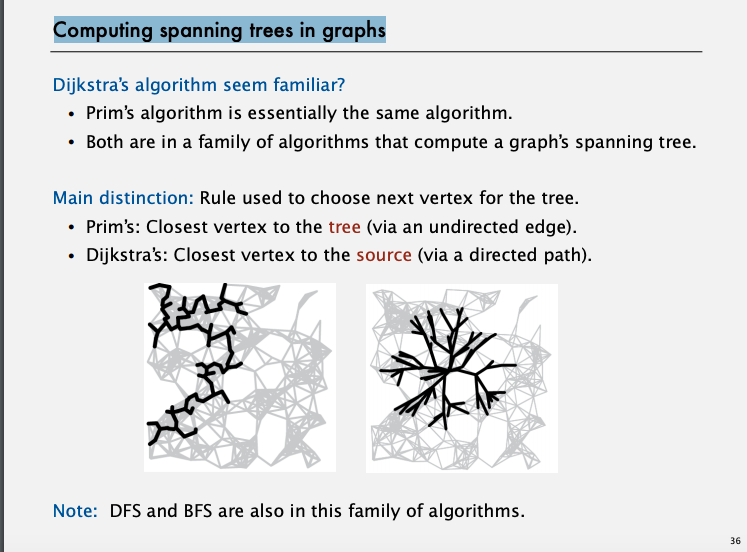 Computing spanning trees in graphs
Dijkstra’s algorithm seem familiar?
• Prim’s algorithm is essentially the same algorithm.
• Both are in a family of algorithms that compute a graph’s spanning tree.
Main distinction: Rule used to choose next vertex for the tree.
• Prim’s: Closest vertex to the tree (via an undirected edge).
• Dijkstra’s: Closest vertex to the source (via a directed path).
Note: DFS and BFS are also in this family of algorithms.
36